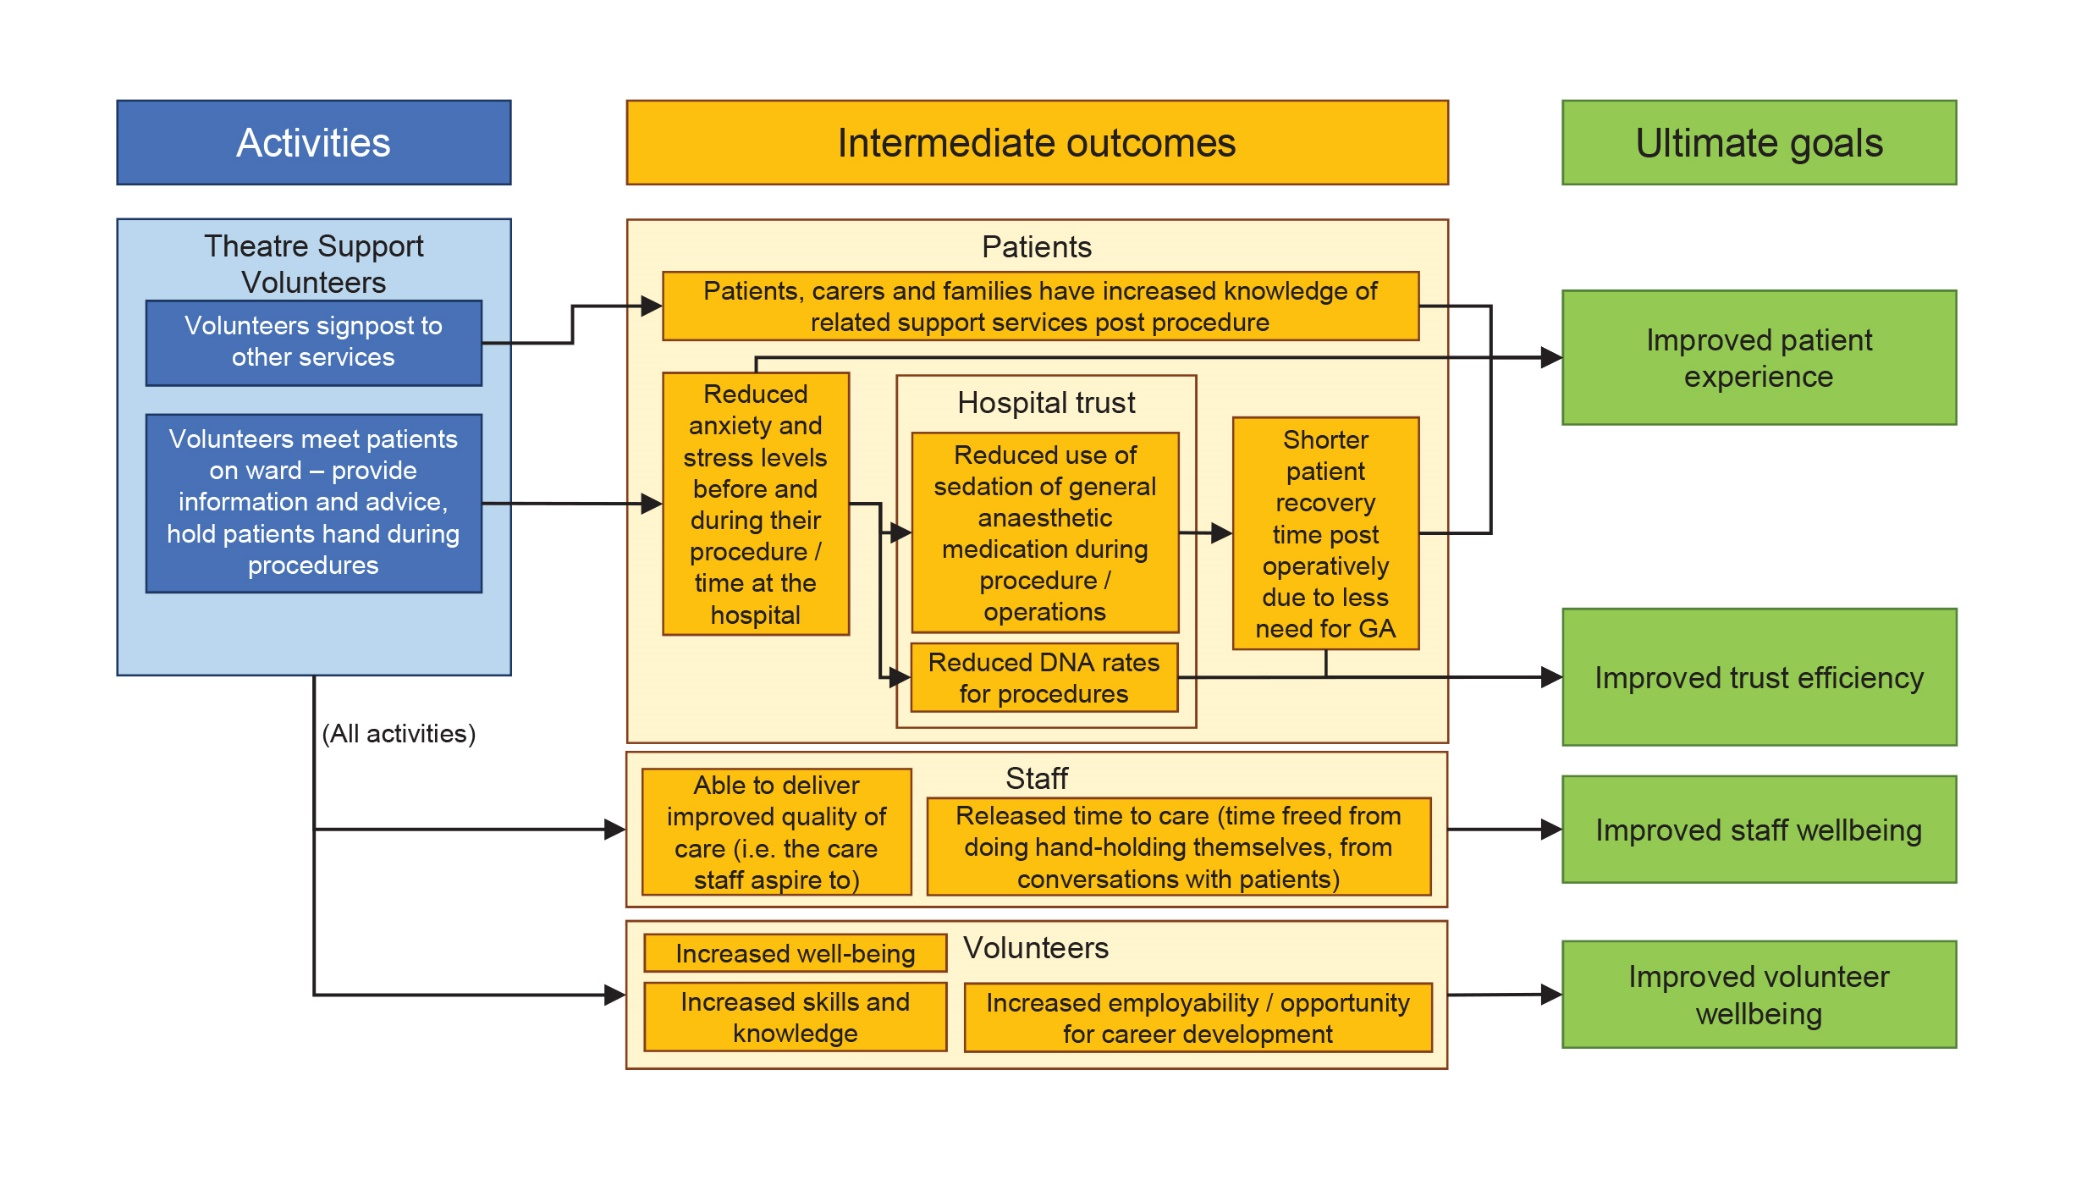 Activities
Intermediate outcomes
Ultimate goals
Theatre Support
Volunteers
Volunteers signpost to
other services
Volunteers meet patients
on ward – provide
information and advice,
hold patients hand during
procedures
(All activities)
Patients
Patients, carers and families have increased knowledge of
related support services post procedure
Reduced
anxiety and
stress levels
before and
during their
procedure /
time at the
hospital
Hospital trust
Reduced use of
sedation of general
anaesthetic
medication during
procedure /
operations
Reduced DNA rates
for procedures
Shorter
patient
recovery
time post
operatively
due to less
need for GA
Staff
Able to deliver
improved quality of
care (i.e. the care
staff aspire to)
Released time to care (time freed from
doing hand-holding themselves, from
conversations with patients)
Volunteers
Increased well-being
Increased skills and
knowledge
Increased employability / opportunity
for career development
Improved patient
experience
Improved trust efficiency
Improved staff wellbeing
Improved volunteer
wellbeing